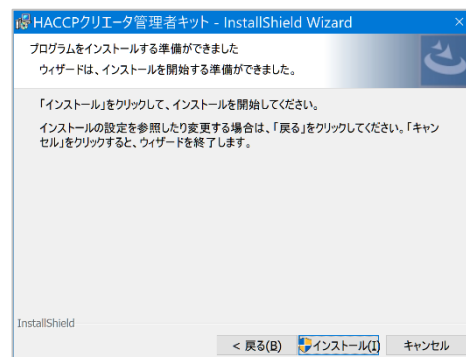 HACCPクリエータ管理者キット - InstallShield Wizard
プログラムをインストールする準備ができました
ウィザードは、インストールを開始する準備ができました。
「インストール」をクリックして、インストールを開始してください。
インストールの設定を参照したり変更する場合は、「戻る」をクリックしてください。「キャン
セル」をクリックすると、ウィザードを終了します。
InstallShield
< 戻る(B) インストール(I) キャンセル